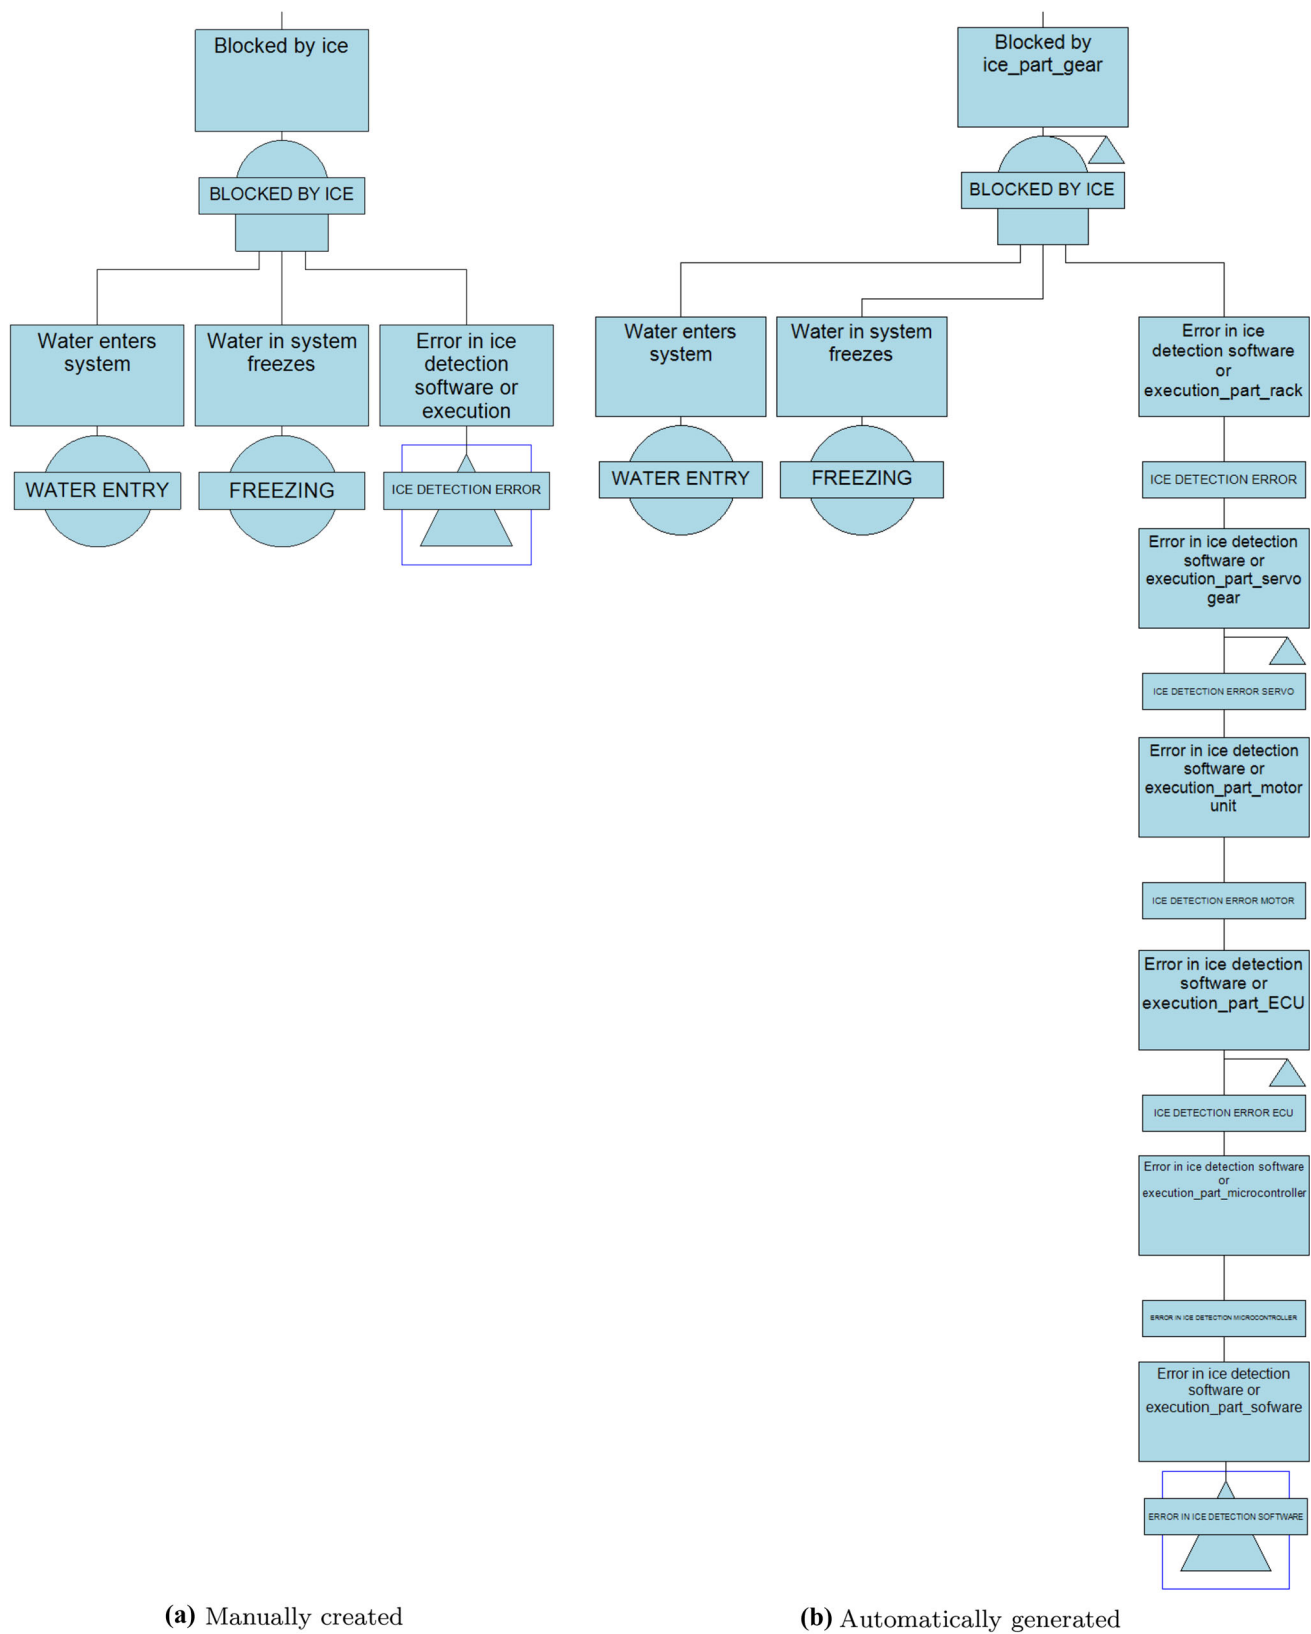 Blocked by ice
BLOCKED BY ICE
Water enters
system
Water in system
freezes
Error in ice
detection
software or
execution
WATER ENTRY
FREEZING
ICE DETECTION ERROR
(a) Manually created
Blocked by
ice_part_gear
BLOCKED BY ICE
Water enters
system
Water in system
freezes
Error in ice
detection software
or
execution_part_rack
WATER ENTRY
FREEZING
ICE DETECTION ERROR
Error in ice detection
software or
execution_part_servo
gear
ICE DETECTION ERROR SERVO
Error in ice detection
software or
execution_part_motor
unit
ICE DETECTION ERROR MOTOR
Error in ice detection
software or
execution_part_ECU
ICE DETECTION ERROR ECU
Error in ice detection software
or
execution_part_microcontroller
ERROR IN ICE DETECTION MICROCONTROLLER
Error in ice detection
software or
execution_part_sofware
ERROR IN ICE DETECTION SOFTWARE
(b) Automatically generated